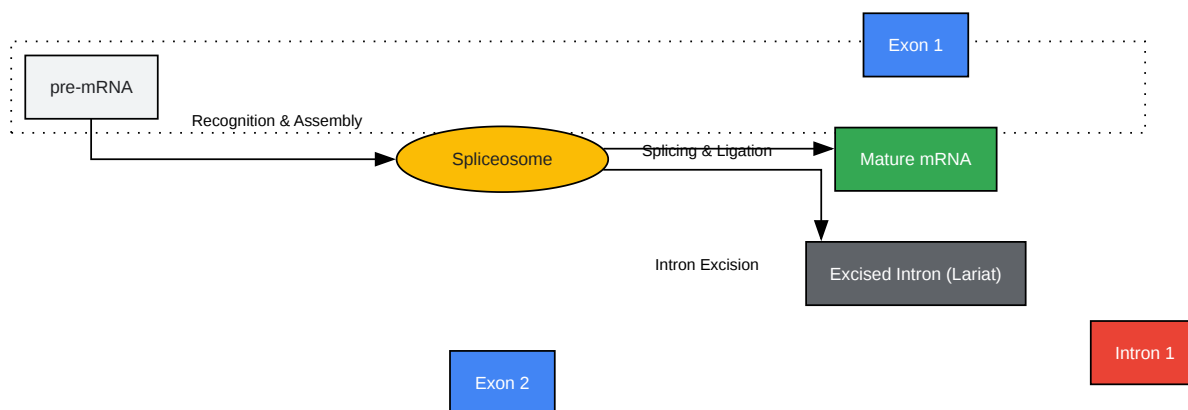 Exon 1
pre-mRNA
Recognition & Assembly
Spliceosome
Splicing & Ligation
Mature mRNA
Intron Excision
Excised Intron (Lariat)
Intron 1
Exon 2